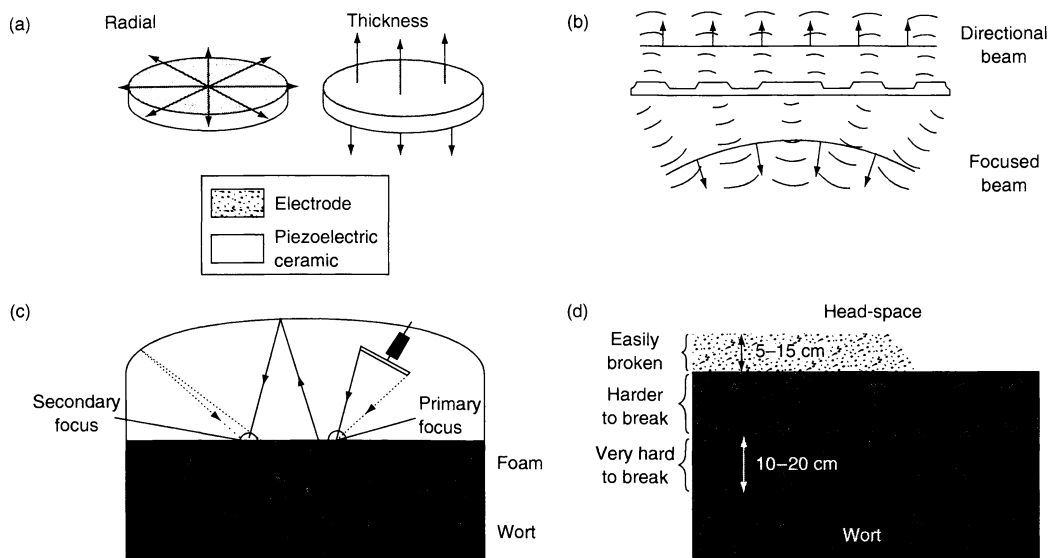 (a)
Radial
Thickness
Electrode
Piezoelectric
ceramic
(b)
Directional
beam
Focused
beam
(c)
Secondary
focus
Primary
focus
Foam
Wort
(d)
Head-space
Easily
broken
5–15 cm
Harder
to break
Very hard
to break
10–20 cm
Wort